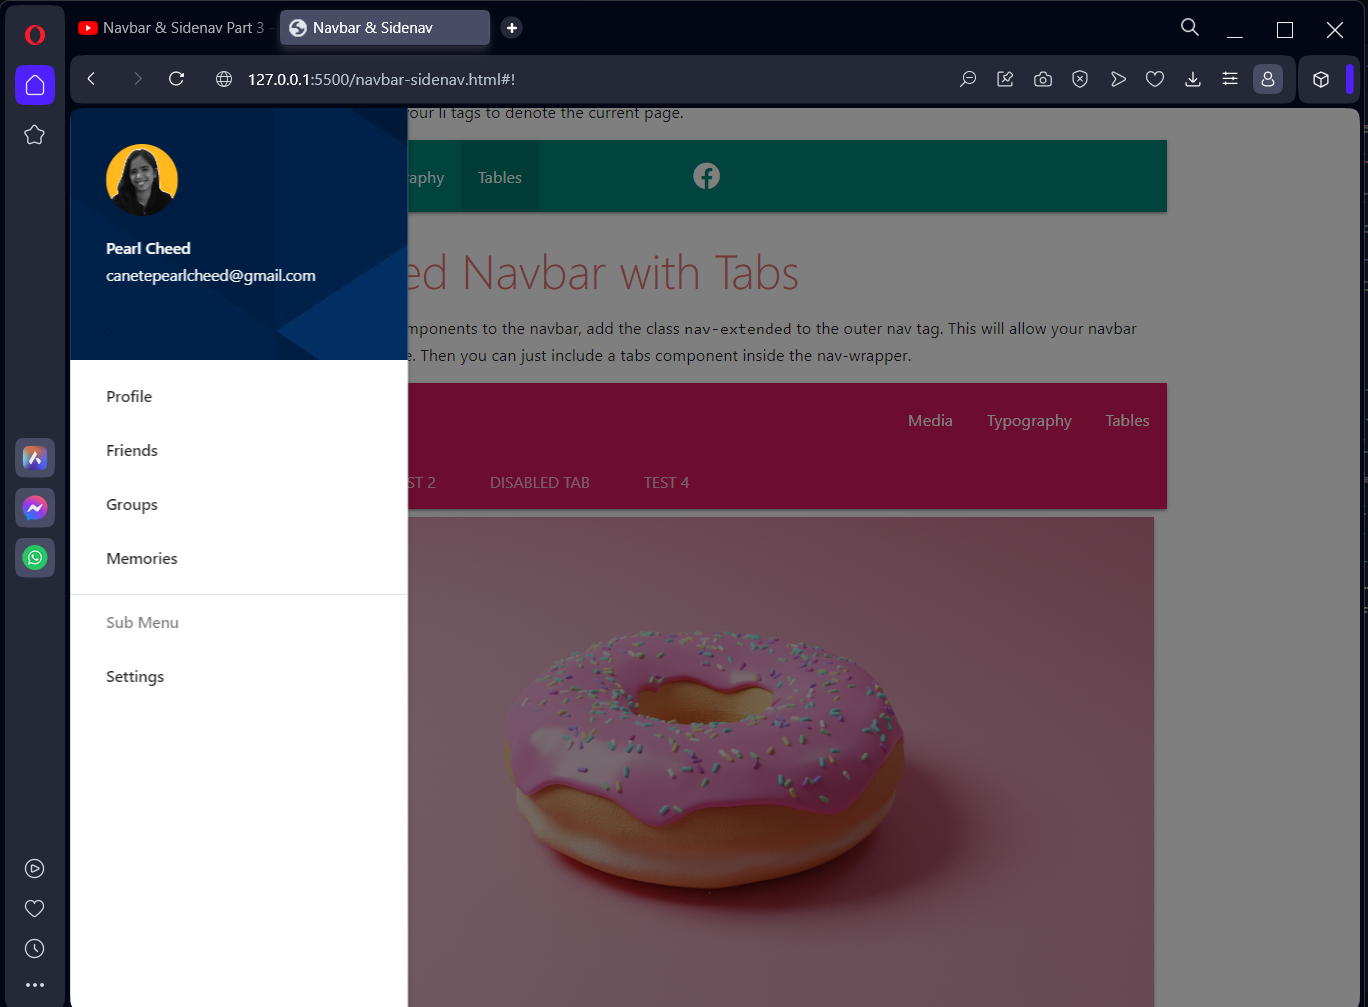 Navbar & Sidenav Part 3
Navbar & Sidenav
127.0.0.1:5500/navbar-sidenav.html#!
our li tags to denote the current page.
Pearl Cheed
canetepearlcheed@gmail.com
aphy
Tables
ed Navbar with Tabs
mponents to the navbar, add the class nav-extended to the outer nav tag. This will allow your navbar
e. Then you can just include a tabs component inside the nav-wrapper.
Media
Typography
Tables
ST 2
DISABLED TAB
TEST 4
Profile
Friends
Groups
Memories
Sub Menu
Settings